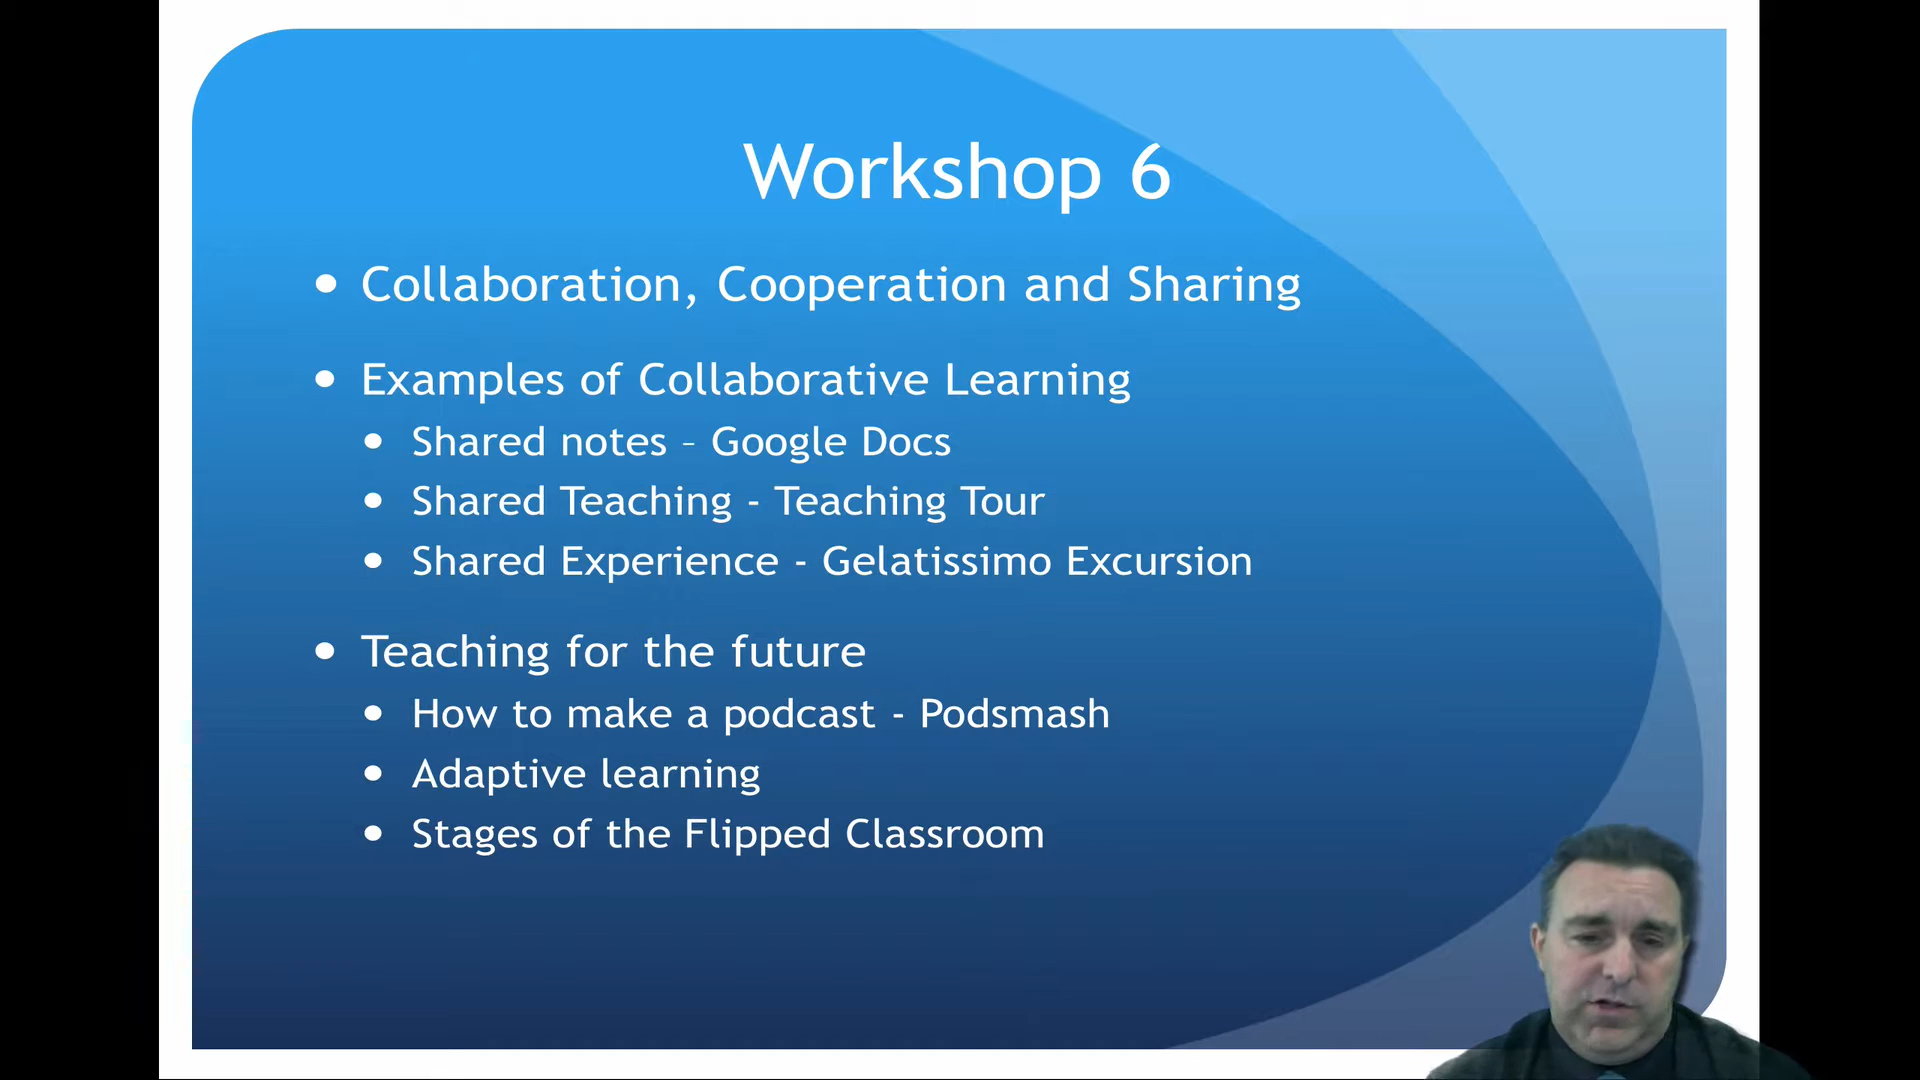 Workshop 6
• Collaboration, Cooperation and Sharing
• Examples of Collaborative Learning
• Shared notes – Google Docs
• Shared Teaching - Teaching Tour
• Shared Experience - Gelatissimo Excursion
• Teaching for the future
• How to make a podcast - Podsmash
• Adaptive learning
• Stages of the Flipped Classroom